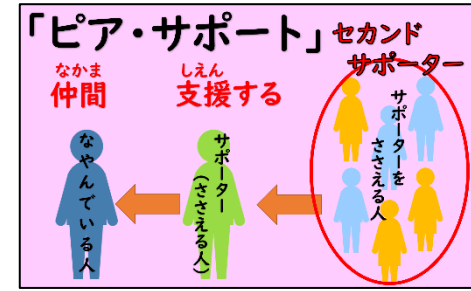 「ピア・サポート」
セカンド
サポーター
なかま
仲間
しえん
支援する
なやんでいる人
サポーター
（ささえる人）
サポーターを
ささえる人